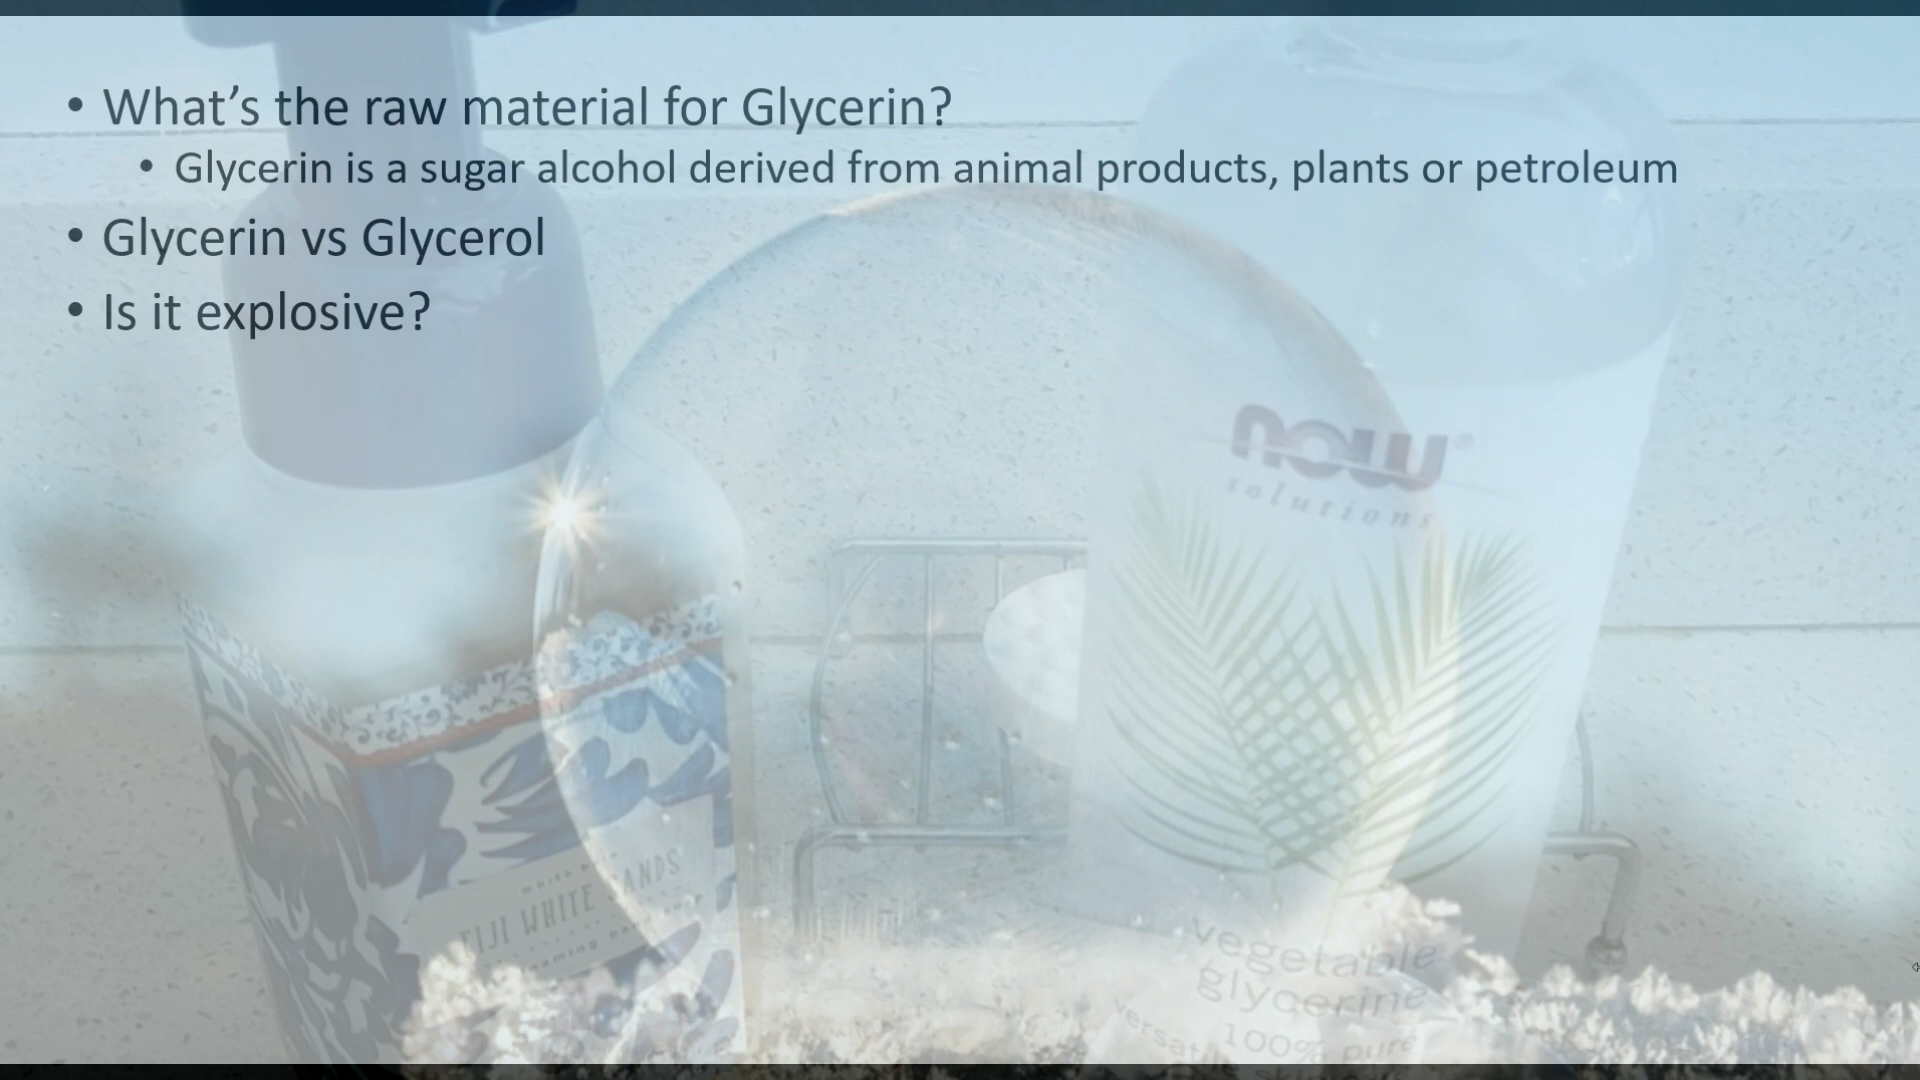 • What’s the raw material for Glycerin?
• Glycerin is a sugar alcohol derived from animal products, plants or petroleum
• Glycerin vs Glycerol
• Is it explosive?
now®
solutions
FIJI WHITE SANDS
vegetable
glycerine
100% pure